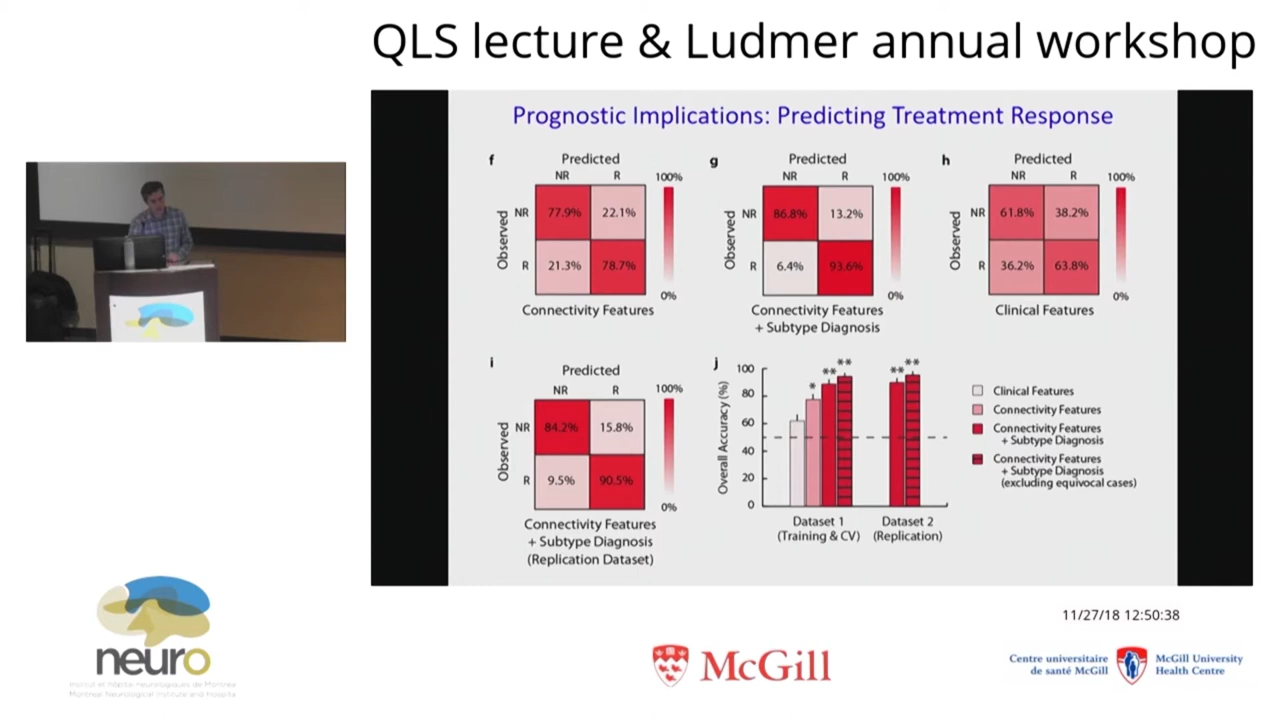 QLS lecture & Ludmer annual workshop
Prognostic Implications: Predicting Treatment Response
f
Predicted
NR R
100%
Observed
NR 77.9% 22.1%
R 21.3% 78.7%
0%
Connectivity Features
g
Predicted
NR R
100%
Observed
NR 86.8% 13.2%
R 6.4% 93.6%
0%
Connectivity Features
+ Subtype Diagnosis
h
Predicted
NR R
100%
Observed
NR 61.8% 38.2%
R 36.2% 63.8%
0%
Clinical Features
i
Predicted
NR R
100%
Observed
NR 84.2% 15.8%
R 9.5% 90.5%
0%
Connectivity Features
+ Subtype Diagnosis
(Replication Dataset)
j
Overall Accuracy (%)
100
80
60
40
20
0
* ** **
** **
Dataset 1
(Training & CV)
Dataset 2
(Replication)
Clinical Features
Connectivity Features
Connectivity Features
+ Subtype Diagnosis
Connectivity Features
+ Subtype Diagnosis
(excluding equivocal cases)
11/27/18 12:50:38
neuro
Institut et hôpital neurologiques de Montréal
Montreal Neurological Institute and Hospital
McGill
Centre universitaire
de santé McGill
McGill University
Health Centre